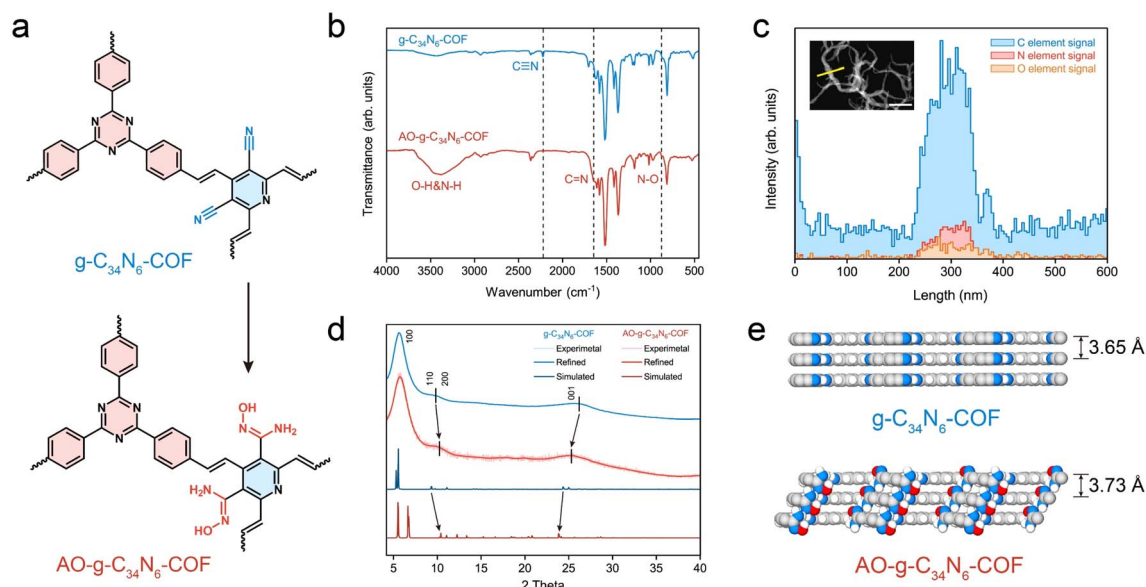 a
N
N
N
N
N
N
g-C₃₄N₆-COF
N
N
N
N
OH
N
NH₂
H₂N
N
HO
AO-g-C₃₄N₆-COF
b
Transmittance (arb. units)
g-C₃₄N₆-COF
C≡N
AO-g-C₃₄N₆-COF
O-H&N-H
C=N
N-O
4000 3500 3000 2500 2000 1500 1000 500
Wavenumber (cm⁻¹)
c
Intensity (arb. units)
C element signal
N element signal
O element signal
0 100 200 300 400 500 600
Length (nm)
d
100
110
200
001
g-C₃₄N₆-COF
Experimetal
Refined
Simulated
AO-g-C₃₄N₆-COF
Experimetal
Refined
Simulated
5 10 15 20 25 30 35 40
2 Theta
e
3.65 Å
g-C₃₄N₆-COF
3.73 Å
AO-g-C₃₄N₆-COF